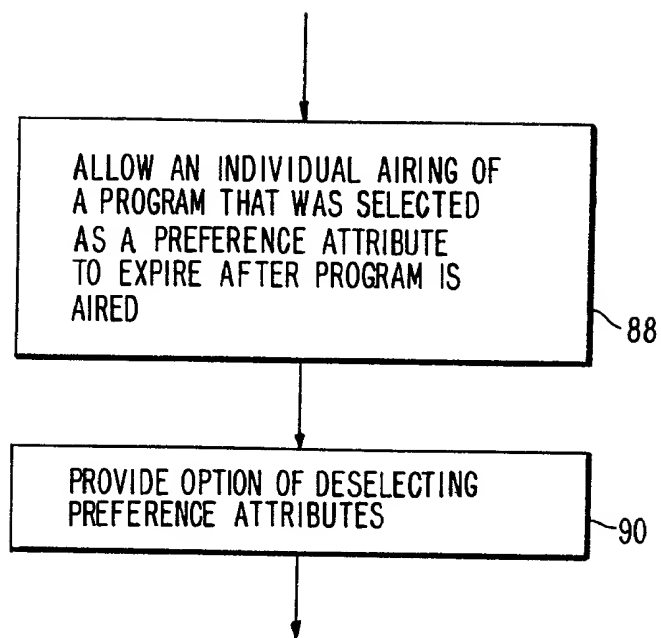 ALLOW AN INDIVIDUAL AIRING OF
A PROGRAM THAT WAS SELECTED
AS A PREFERENCE ATTRIBUTE
TO EXPIRE AFTER PROGRAM IS
AIRED
88
PROVIDE OPTION OF DESELECTING
PREFERENCE ATTRIBUTES
90